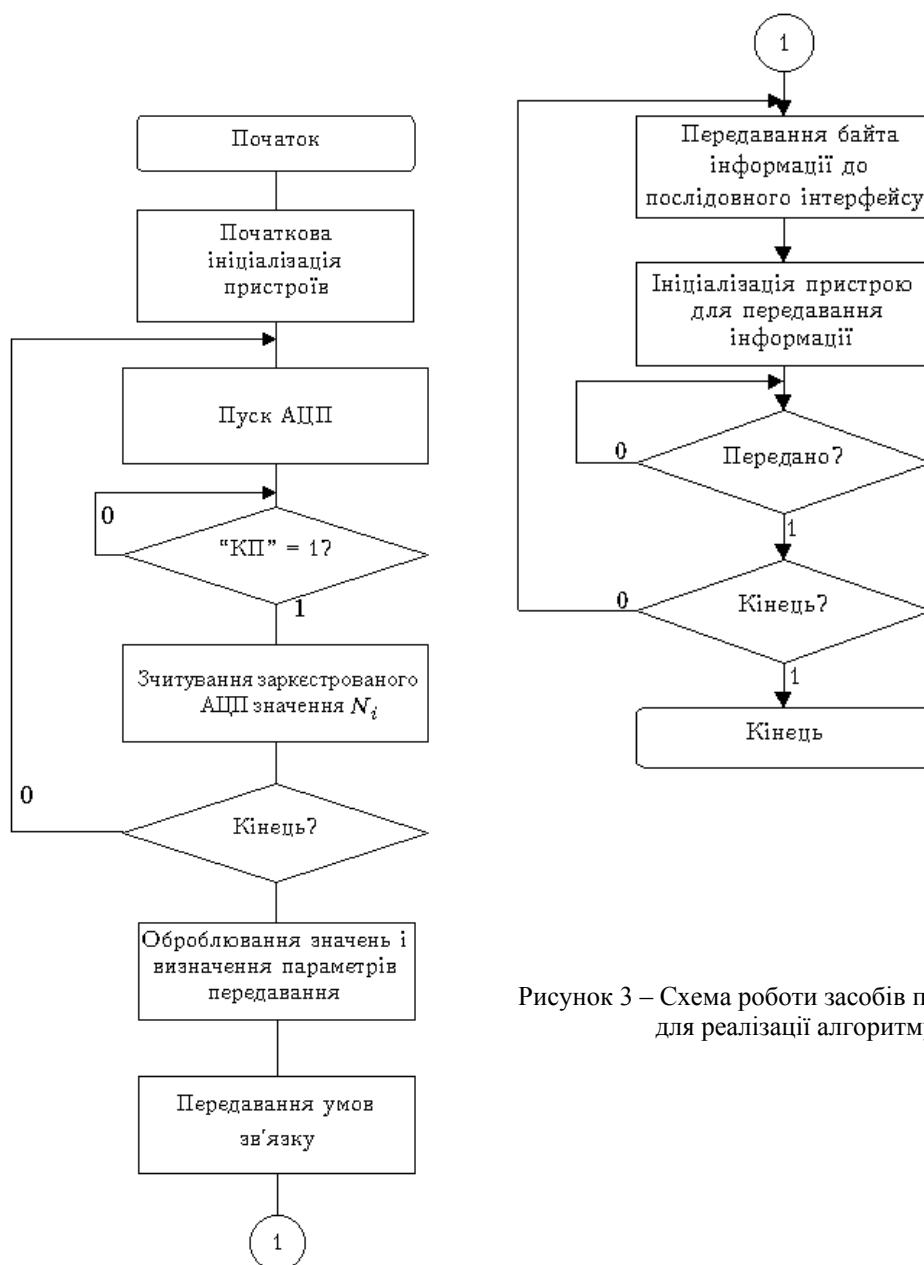 Початок
Початкова
ініціалізація
пристроїв
Пуск АЦП
0
“КП” = 1?
1
Зчитування заркєстрованого
АЦП значення Nᵢ
0
Кінець?
Оброблювання значень і
визначення параметрів
передавання
Передавання умов
зв'язку
1
1
Передавання байта
інформації до
послідовного інтерфейсу
Ініціалізація пристрою
для передавання
інформації
0
Передано?
1
0
Кінець?
1
Кінець
Рисунок 3 – Схема роботи засобів
для реалізації